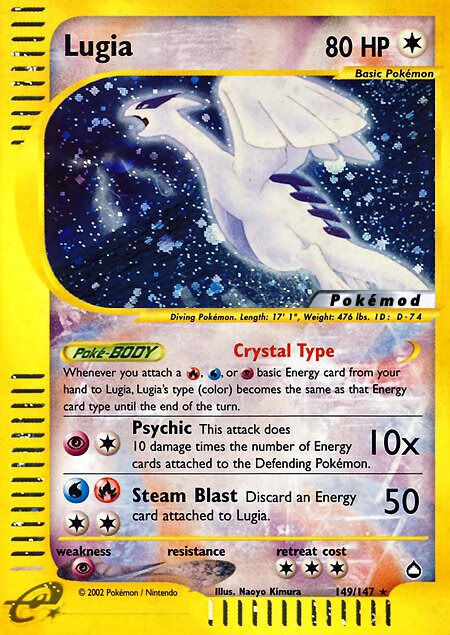 Lugia
80 HP
Basic Pokémon
Pokémod
Diving Pokémon. Length: 17' 1", Weight: 476 lbs. ID: D-74
Poké-BODY Crystal Type
Whenever you attach a , , or basic Energy card from your
hand to Lugia, Lugia's type (color) becomes the same as that Energy
card type until the end of the turn.
Psychic This attack does
10 damage times the number of Energy
cards attached to the Defending Pokémon.
10x
Steam Blast Discard an Energy
card attached to Lugia.
50
weakness resistance retreat cost
© 2002 Pokémon / Nintendo Illus. Naoyo Kimura 149/147